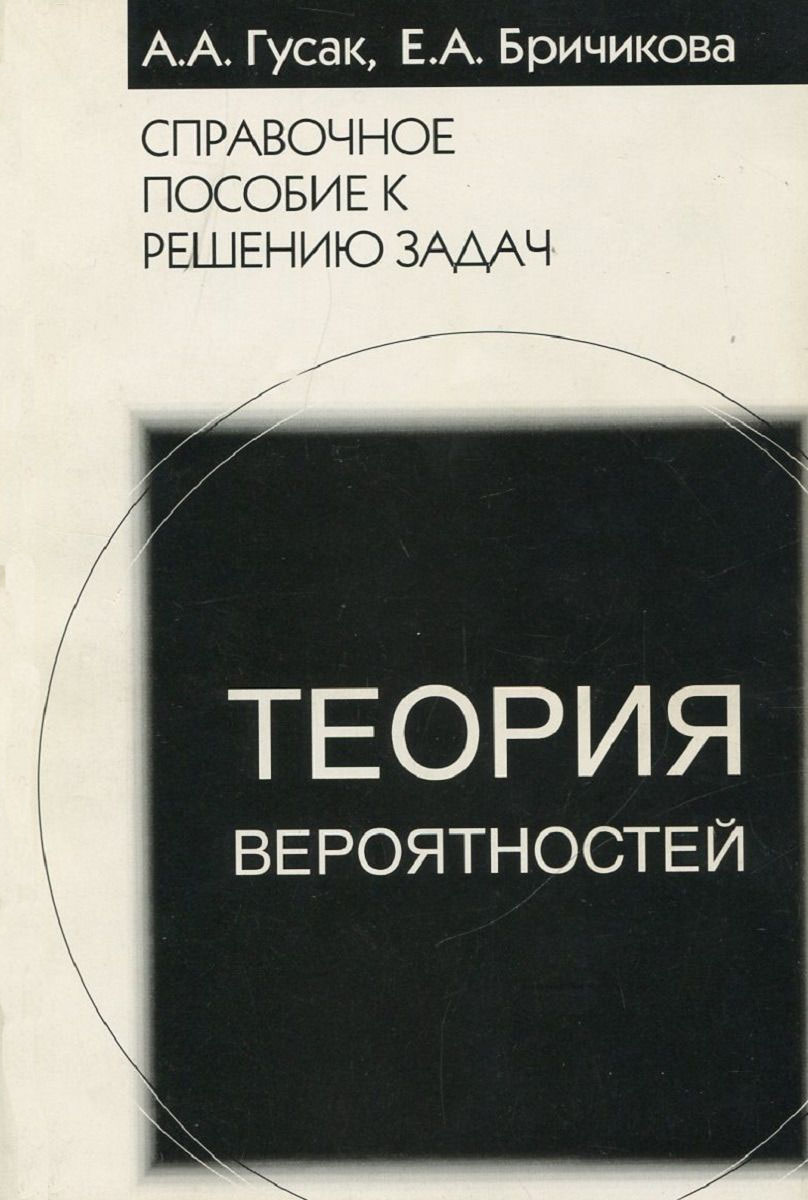 А.А. Гусак, Е.А. Бричикова
СПРАВОЧНОЕ
ПОСОБИЕ К
РЕШЕНИЮ ЗАДАЧ
ТЕОРИЯ
ВЕРОЯТНОСТЕЙ